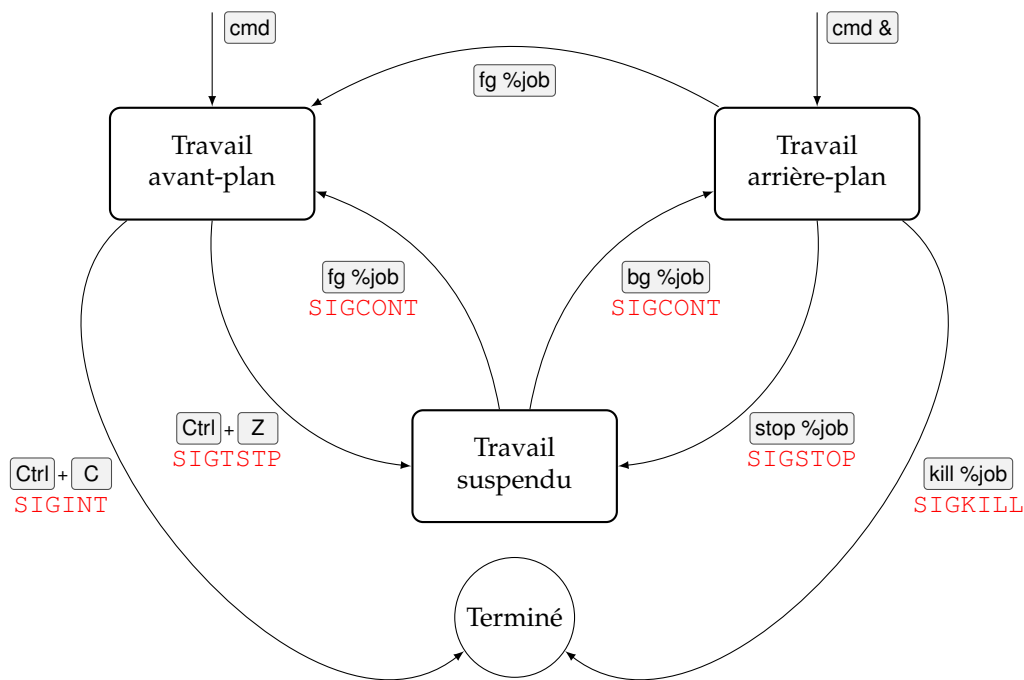 cmd
cmd &
fg %job
Travail
avant-plan
Travail
arrière-plan
fg %job
SIGCONT
bg %job
SIGCONT
Ctrl + Z
SIGTSTP
stop %job
SIGSTOP
Travail
suspendu
Ctrl + C
SIGINT
kill %job
SIGKILL
Terminé